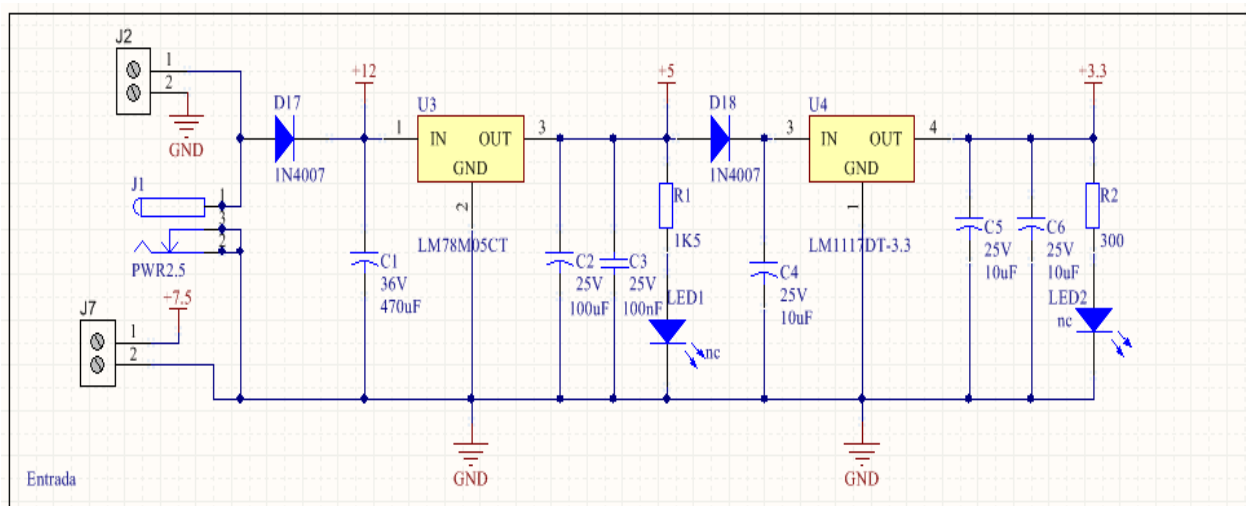 J2
1
2
GND
J1
1
3
2
PWR2.5
+7.5
J7
1
2
D17
1N4007
+12
1
U3
IN OUT
GND
3
2
LM78M05CT
C1
36V
470uF
C2
25V
100uF
C3
25V
100nF
+5
R1
1K5
LED1
nc
D18
1N4007
C4
25V
10uF
3
U4
IN OUT
GND
4
1
LM1117DT-3.3
C5
25V
10uF
C6
25V
10uF
+3.3
R2
300
LED2
nc
GND
GND
Entrada